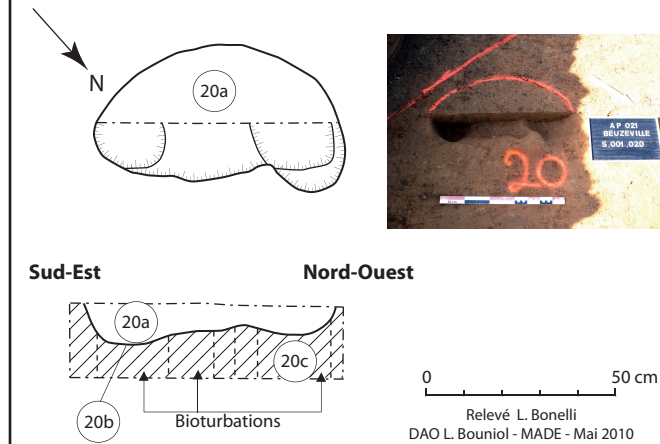 N
20a
AP 021
BEUZEVILLE
S.001.020
20
Sud-Est
Nord-Ouest
20a
20c
20b
Bioturbations
0
50 cm
Relevé L. Bonelli
DAO L. Bouniol - MADE - Mai 2010